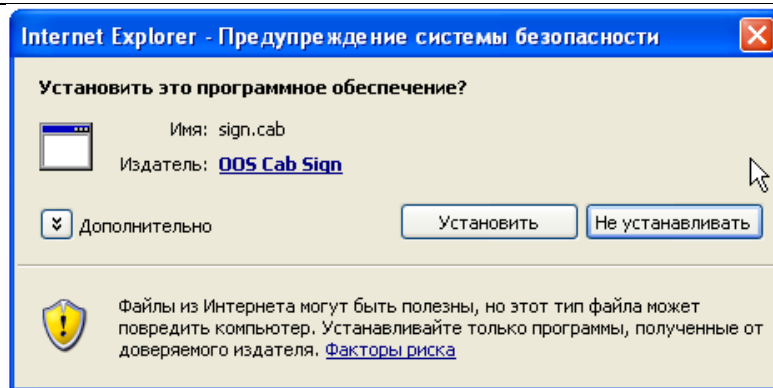 Internet Explorer - Предупреждение системы безопасности
Установить это программное обеспечение?
Имя: sign.cab
Издатель: OOS Cab Sign
Дополнительно
Установить
Не устанавливать
Файлы из Интернета могут быть полезны, но этот тип файла может
повредить компьютер. Устанавливайте только программы, полученные от
доверяемого издателя. Факторы риска